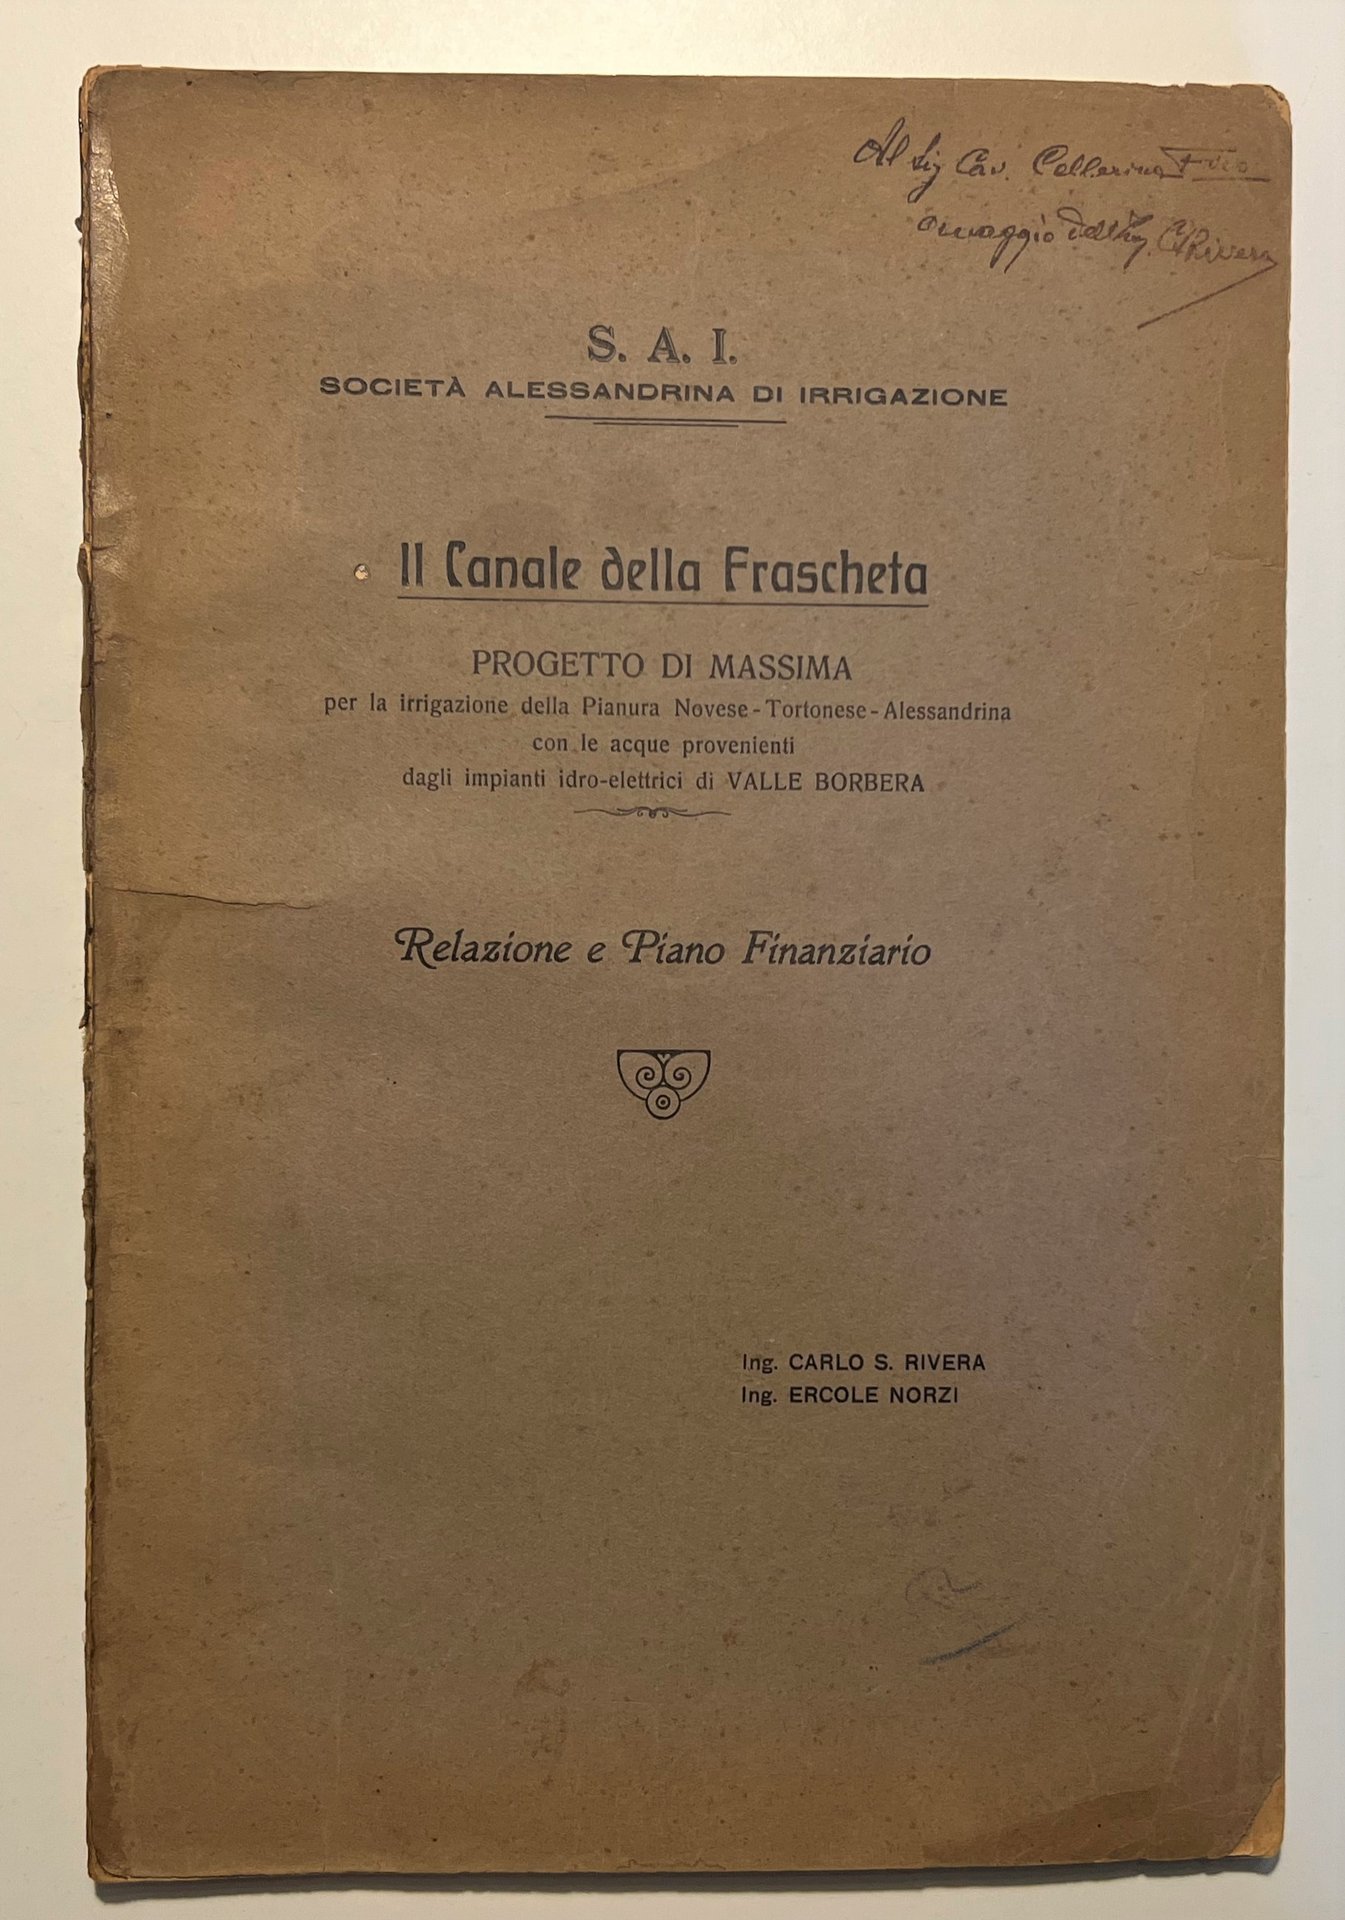 Al Sig Cav. Cellerino
omaggio dell'Ing. C Rivera
S. A. I.
SOCIETÀ ALESSANDRINA DI IRRIGAZIONE
Il Canale della Frascheta
PROGETTO DI MASSIMA
per la irrigazione della Pianura Novese-Tortonese-Alessandrina
con le acque provenienti
dagli impianti idro-elettrici di VALLE BORBERA
Relazione e Piano Finanziario
Ing. CARLO S. RIVERA
Ing. ERCOLE NORZI